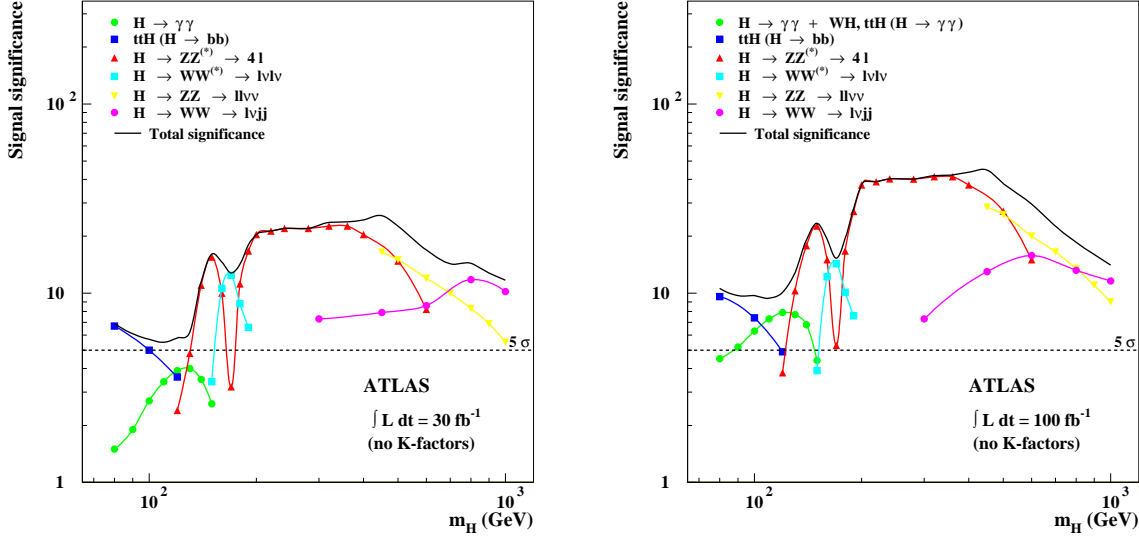 Signal significance
H → γ γ
ttH (H → bb)
H → ZZ(*) → 4 l
H → WW(*) → lνlν
H → ZZ → llνν
H → WW → lνjj
Total significance
10²
10
1
5 σ
ATLAS
∫ L dt = 30 fb⁻¹
(no K-factors)
10²
10³
m_H (GeV)
Signal significance
H → γ γ + WH, ttH (H → γ γ)
ttH (H → bb)
H → ZZ(*) → 4 l
H → WW(*) → lνlν
H → ZZ → llνν
H → WW → lνjj
Total significance
10²
10
1
5 σ
ATLAS
∫ L dt = 100 fb⁻¹
(no K-factors)
10²
10³
m_H (GeV)